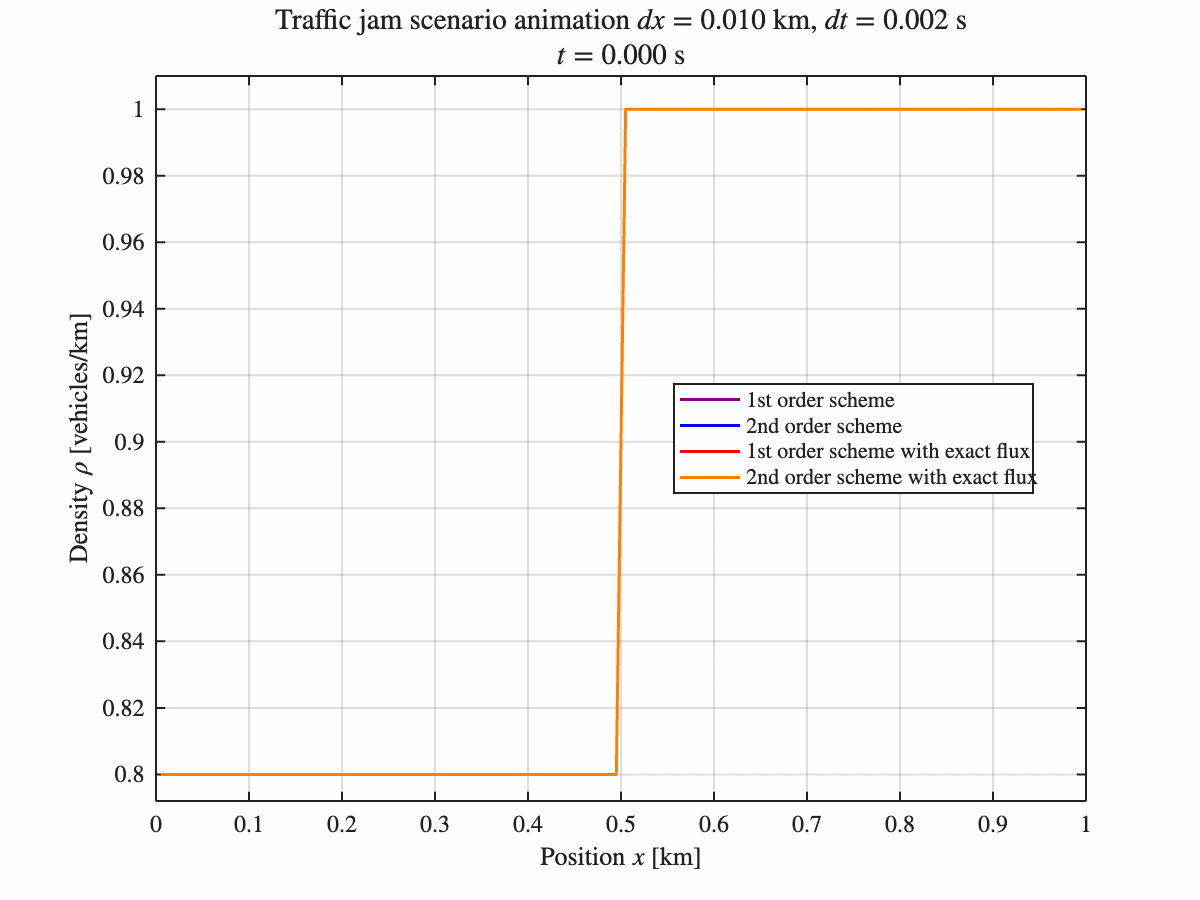 Traffic jam scenario animation dx = 0.010 km, dt = 0.002 s
t = 0.000 s
1
0.98
0.96
0.94
0.92
0.9
0.88
0.86
0.84
0.82
0.8
Density ρ [vehicles/km]
1st order scheme
2nd order scheme
1st order scheme with exact flux
2nd order scheme with exact flux
0 0.1 0.2 0.3 0.4 0.5 0.6 0.7 0.8 0.9 1
Position x [km]